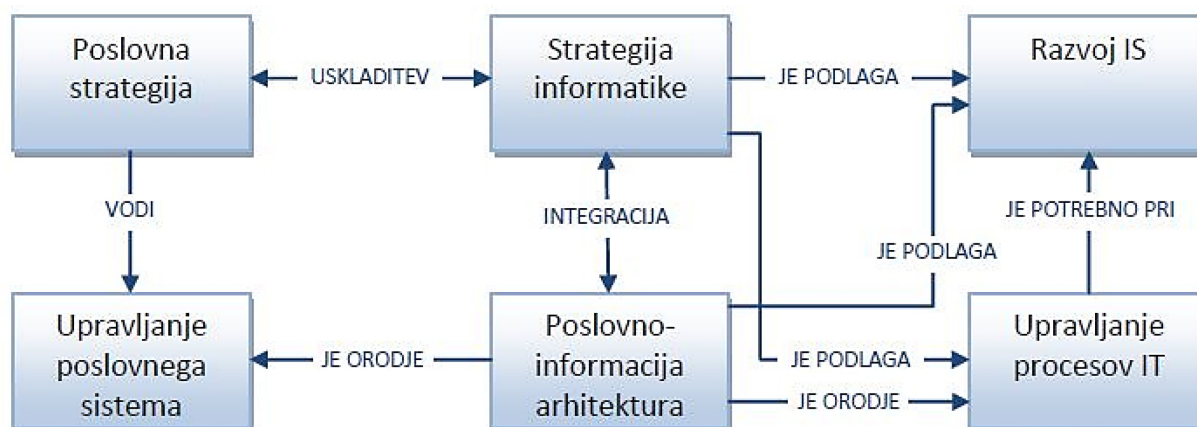 Poslovna
strategija
USKLADITEV
Strategija
informatike
JE PODLAGA
Razvoj IS
VODI
INTEGRACIJA
JE PODLAGA
JE POTREBNO PRI
Upravljanje
poslovnega
sistema
JE ORODJE
Poslovno-
informacija
arhitektura
JE PODLAGA
JE ORODJE
Upravljanje
procesov IT